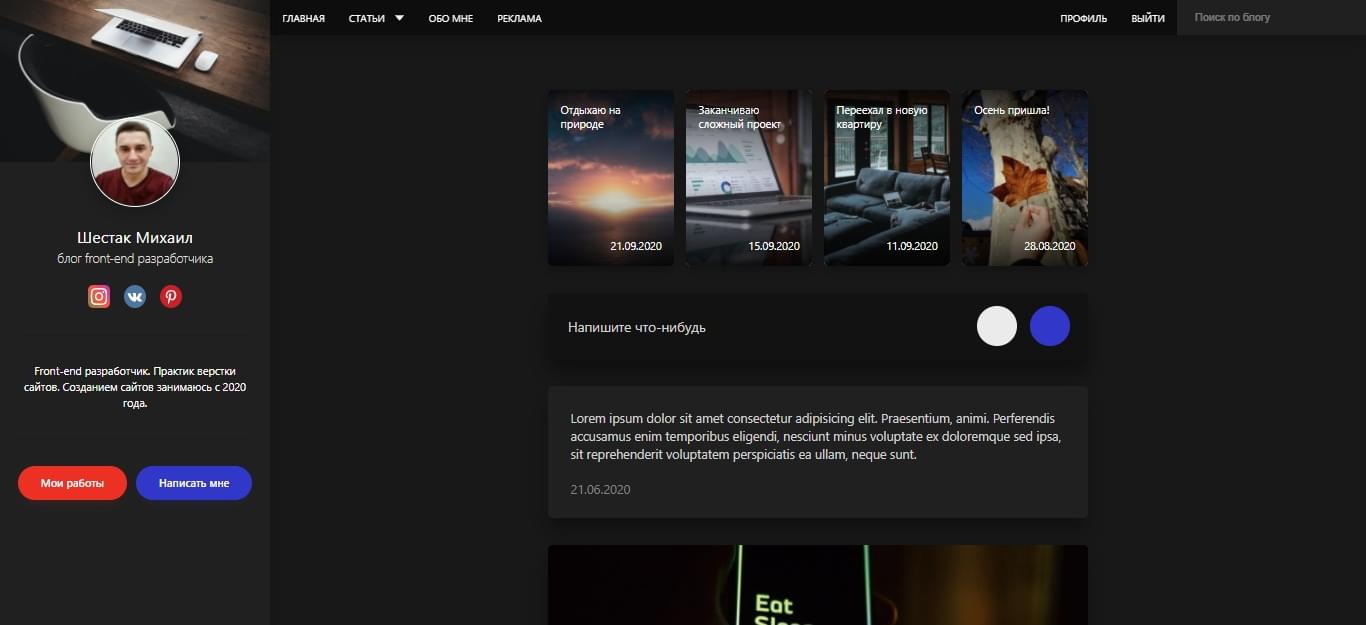 ГЛАВНАЯ СТАТЬИ ОБО МНЕ РЕКЛАМА ПРОФИЛЬ ВЫЙТИ Поиск по блогу
Шестак Михаил
блог front-end разработчика
Front-end разработчик. Практик верстки
сайтов. Созданием сайтов занимаюсь с 2020
года.
Мои работы
Написать мне
Отдыхаю на
природе
21.09.2020
Заканчиваю
сложный проект
15.09.2020
Переехал в новую
квартиру
11.09.2020
Осень пришла!
28.08.2020
Напишите что-нибудь
Lorem ipsum dolor sit amet consectetur adipisicing elit. Praesentium, animi. Perferendis
accusamus enim temporibus eligendi, nesciunt minus voluptate ex doloremque sed ipsa,
sit reprehenderit voluptatem perspiciatis ea ullam, neque sunt.
21.06.2020
Eat